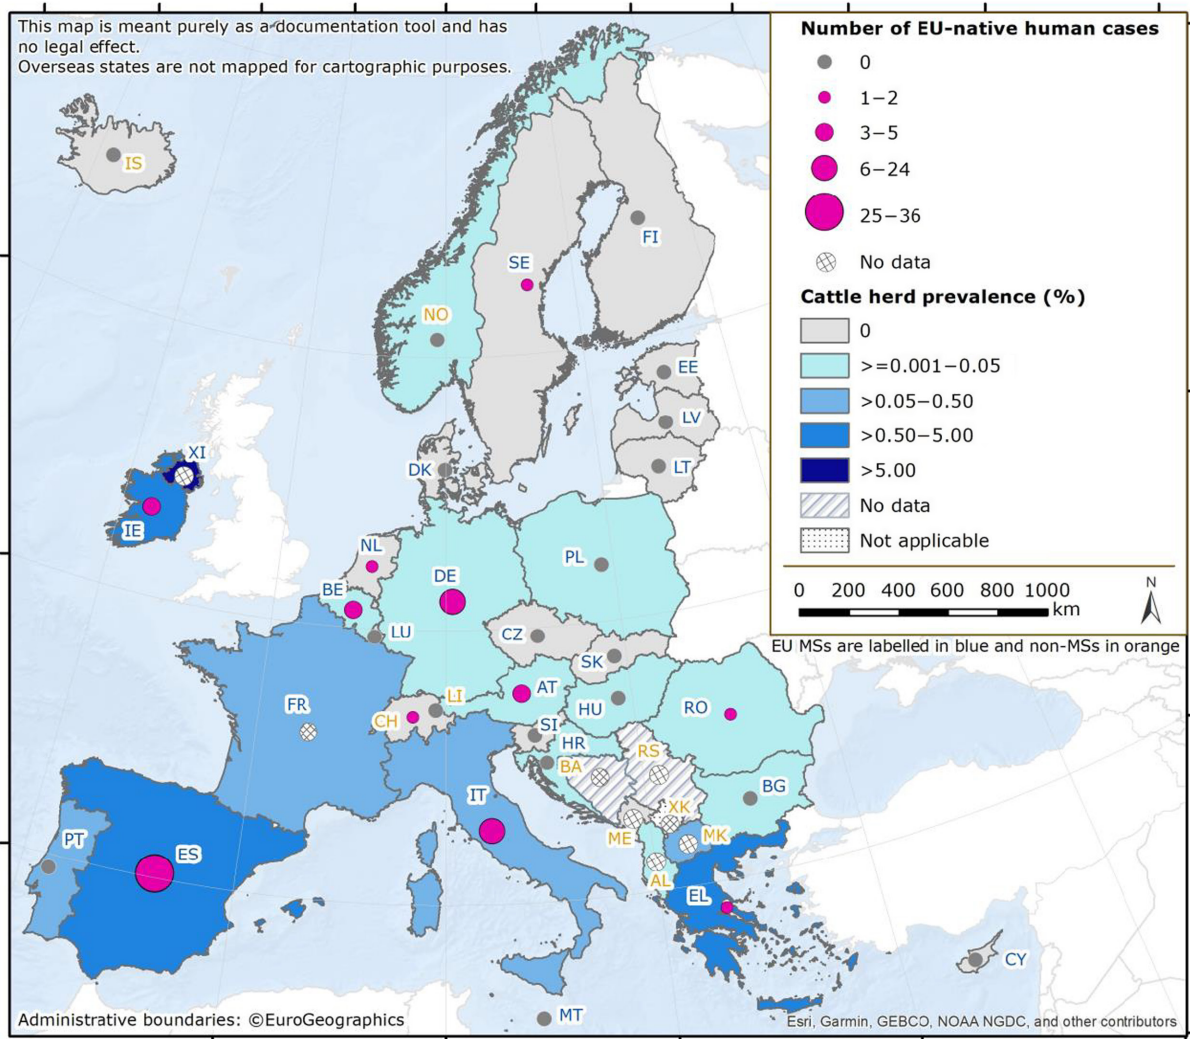 This map is meant purely as a documentation tool and has
no legal effect.
Overseas states are not mapped for cartographic purposes.
Number of EU-native human cases
0
1−2
3−5
6−24
25−36
No data
Cattle herd prevalence (%)
0
>=0.001−0.05
>0.05−0.50
>0.50−5.00
>5.00
No data
Not applicable
0 200 400 600 800 1000
km
N
EU MSs are labelled in blue and non-MSs in orange
IS
FI
SE
NO
EE
LV
LT
DK
XI
IE
NL
BE
DE
PL
LU
CZ
SK
AT
LI
CH
HU
RO
FR
SI
HR
BA
RS
BG
IT
XK
ME
MK
AL
PT
ES
EL
CY
MT
Administrative boundaries: ©EuroGeographics
Esri, Garmin, GEBCO, NOAA NGDC, and other contributors